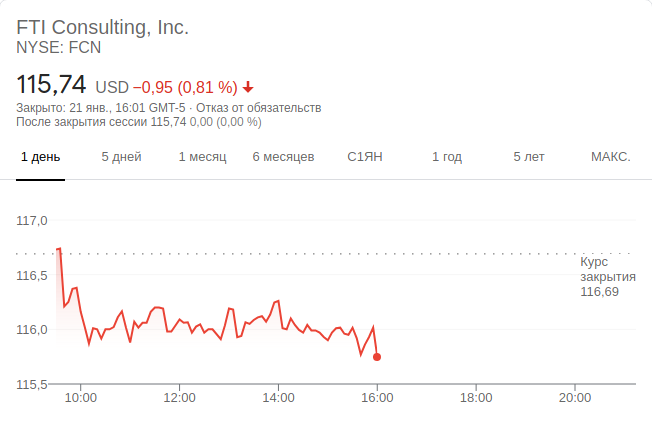 FTI Consulting, Inc.
NYSE: FCN
115,74 USD −0,95 (0,81 %)
Закрыто: 21 янв., 16:01 GMT-5 · Отказ от обязательств
После закрытия сессии 115,74 0,00 (0,00 %)
1 день 5 дней 1 месяц 6 месяцев С1ЯН 1 год 5 лет МАКС.
117,0
Курс
закрытия
116,69
116,5
116,0
115,5
10:00 12:00 14:00 16:00 18:00 20:00